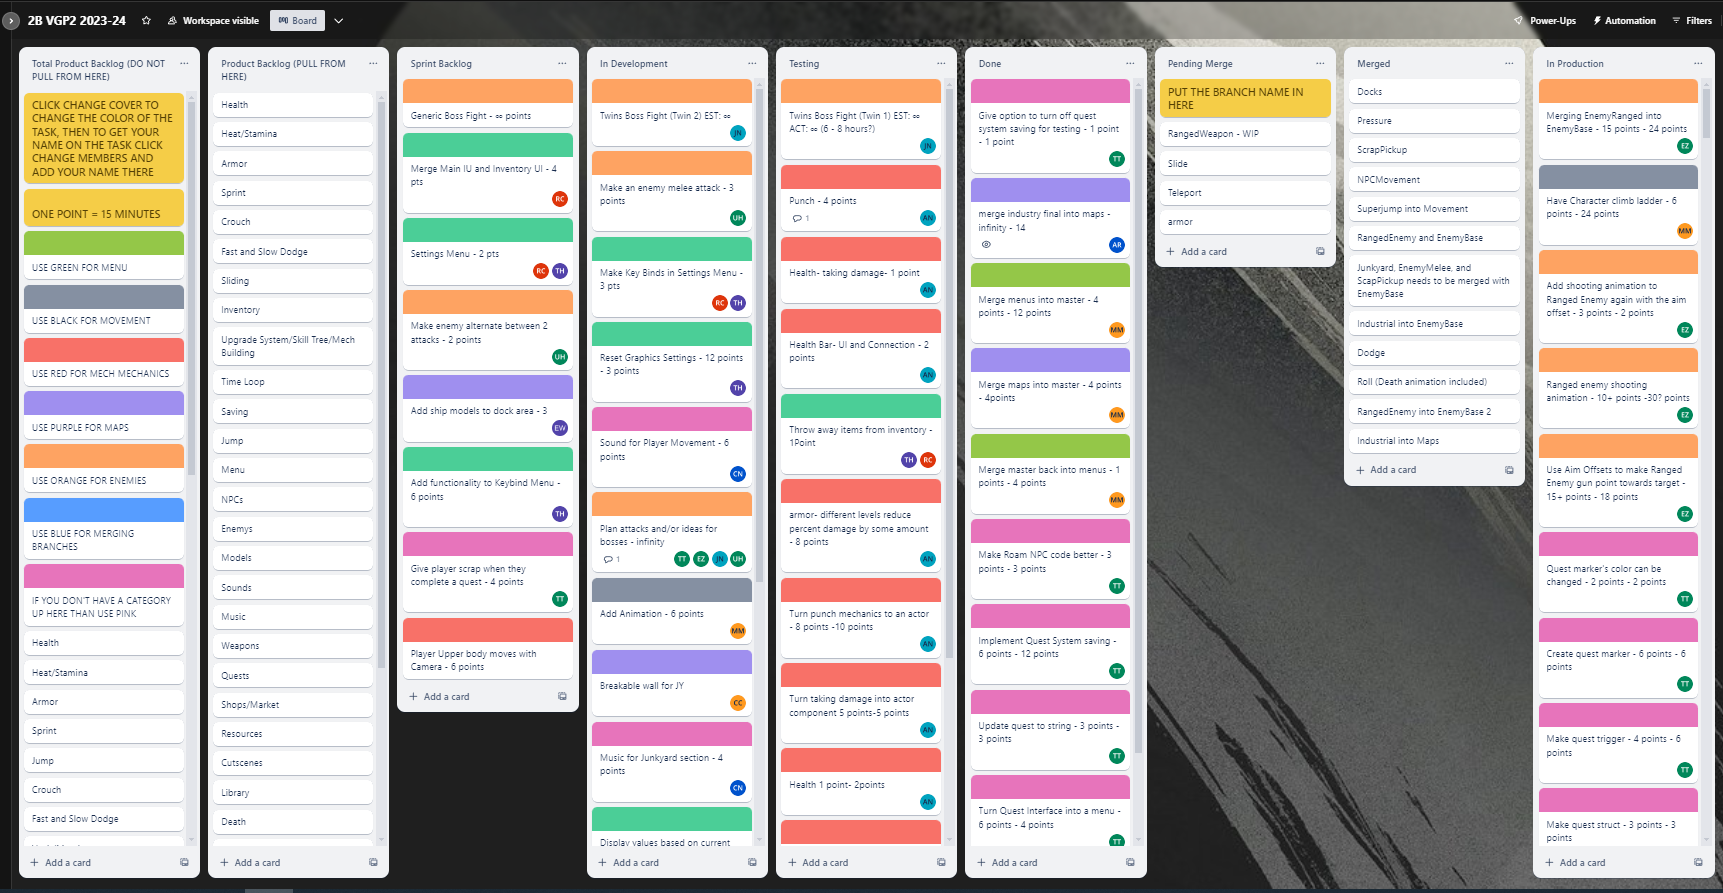 2B VGP2 2023-24
Workspace visible
Board
Power-Ups
Automation
Filters
Total Product Backlog (DO NOT
PULL FROM HERE)
CLICK CHANGE COVER TO
CHANGE THE COLOR OF THE
TASK, THEN TO GET YOUR
NAME ON THE TASK CLICK
CHANGE MEMBERS AND
ADD YOUR NAME THERE
ONE POINT = 15 MINUTES
USE GREEN FOR MENU
USE BLACK FOR MOVEMENT
USE RED FOR MECH MECHANICS
USE PURPLE FOR MAPS
USE ORANGE FOR ENEMIES
USE BLUE FOR MERGING
BRANCHES
IF YOU DON'T HAVE A CATEGORY
UP HERE THAN USE PINK
Health
Heat/Stamina
Armor
Sprint
Jump
Crouch
Fast and Slow Dodge
Add a card
Product Backlog (PULL FROM
HERE)
Health
Heat/Stamina
Armor
Sprint
Crouch
Fast and Slow Dodge
Sliding
Inventory
Upgrade System/Skill Tree/Mech
Building
Time Loop
Saving
Jump
Menu
NPCs
Enemys
Models
Sounds
Music
Weapons
Quests
Shops/Market
Resources
Cutscenes
Library
Death
Add a card
Sprint Backlog
Generic Boss Fight - ∞ points
Merge Main IU and Inventory UI - 4
pts
RC
Settings Menu - 2 pts
RC TH
Make enemy alternate between 2
attacks - 2 points
UH
Add ship models to dock area - 3
EW
Add functionality to Keybind Menu -
6 points
TH
Give player scrap when they
complete a quest - 4 points
TT
Player Upper body moves with
Camera - 6 points
Add a card
In Development
Twins Boss Fight (Twin 2) EST: ∞
JN
Make an enemy melee attack - 3
points
UH
Make Key Binds in Settings Menu -
3 pts
RC TH
Reset Graphics Settings - 12 points
- 3 points
TH
Sound for Player Movement - 6
points
CN
Plan attacks and/or ideas for
bosses - infinity
1 TT EZ JN UH
Add Animation - 6 points
MM
Breakable wall for JY
CC
Music for Junkyard section - 4
points
CN
Display values based on current
Add a card
Testing
Twins Boss Fight (Twin 1) EST: ∞
ACT: ∞ (6 - 8 hours?)
JN
Punch - 4 points
1 AN
Health- taking damage- 1 point
AN
Health Bar- UI and Connection - 2
points
AN
Throw away items from inventory -
1Point
TH RC
armor- different levels reduce
percent damage by some amount
- 8 points
AN
Turn punch mechanics to an actor
- 8 points -10 points
AN
Turn taking damage into actor
component 5 points-5 points
AN
Health 1 point- 2points
AN
Add a card
Done
Give option to turn off quest
system saving for testing - 1 point
- 1 point
TT
merge industry final into maps -
infinity - 14
AR
Merge menus into master - 4
points - 12 points
MM
Merge maps into master - 4 points
- 4points
MM
Merge master back into menus - 1
points - 4 points
MM
Make Roam NPC code better - 3
points - 3 points
TT
Implement Quest System saving -
6 points - 12 points
TT
Update quest to string - 3 points -
3 points
TT
Turn Quest Interface into a menu -
6 points - 4 points
TT
Add a card
Pending Merge
PUT THE BRANCH NAME IN
HERE
RangedWeapon - WIP
Slide
Teleport
armor
Add a card
Merged
Docks
Pressure
ScrapPickup
NPCMovement
Superjump into Movement
RangedEnemy and EnemyBase
Junkyard, EnemyMelee, and
ScapPickup needs to be merged with
EnemyBase
Industrial into EnemyBase
Dodge
Roll (Death animation included)
RangedEnemy into EnemyBase 2
Industrial into Maps
Add a card
In Production
Merging EnemyRanged into
EnemyBase - 15 points - 24 points
EZ
Have Character climb ladder - 6
points - 24 points
MM
Add shooting animation to
Ranged Enemy again with the aim
offset - 3 points - 2 points
EZ
Ranged enemy shooting
animation - 10+ points -30? points
EZ
Use Aim Offsets to make Ranged
Enemy gun point towards target -
15+ points - 18 points
EZ
Quest marker's color can be
changed - 2 points - 2 points
TT
Create quest marker - 6 points - 6
points
TT
Make quest trigger - 4 points - 6
points
TT
Make quest struct - 3 points - 3
points
Add a card